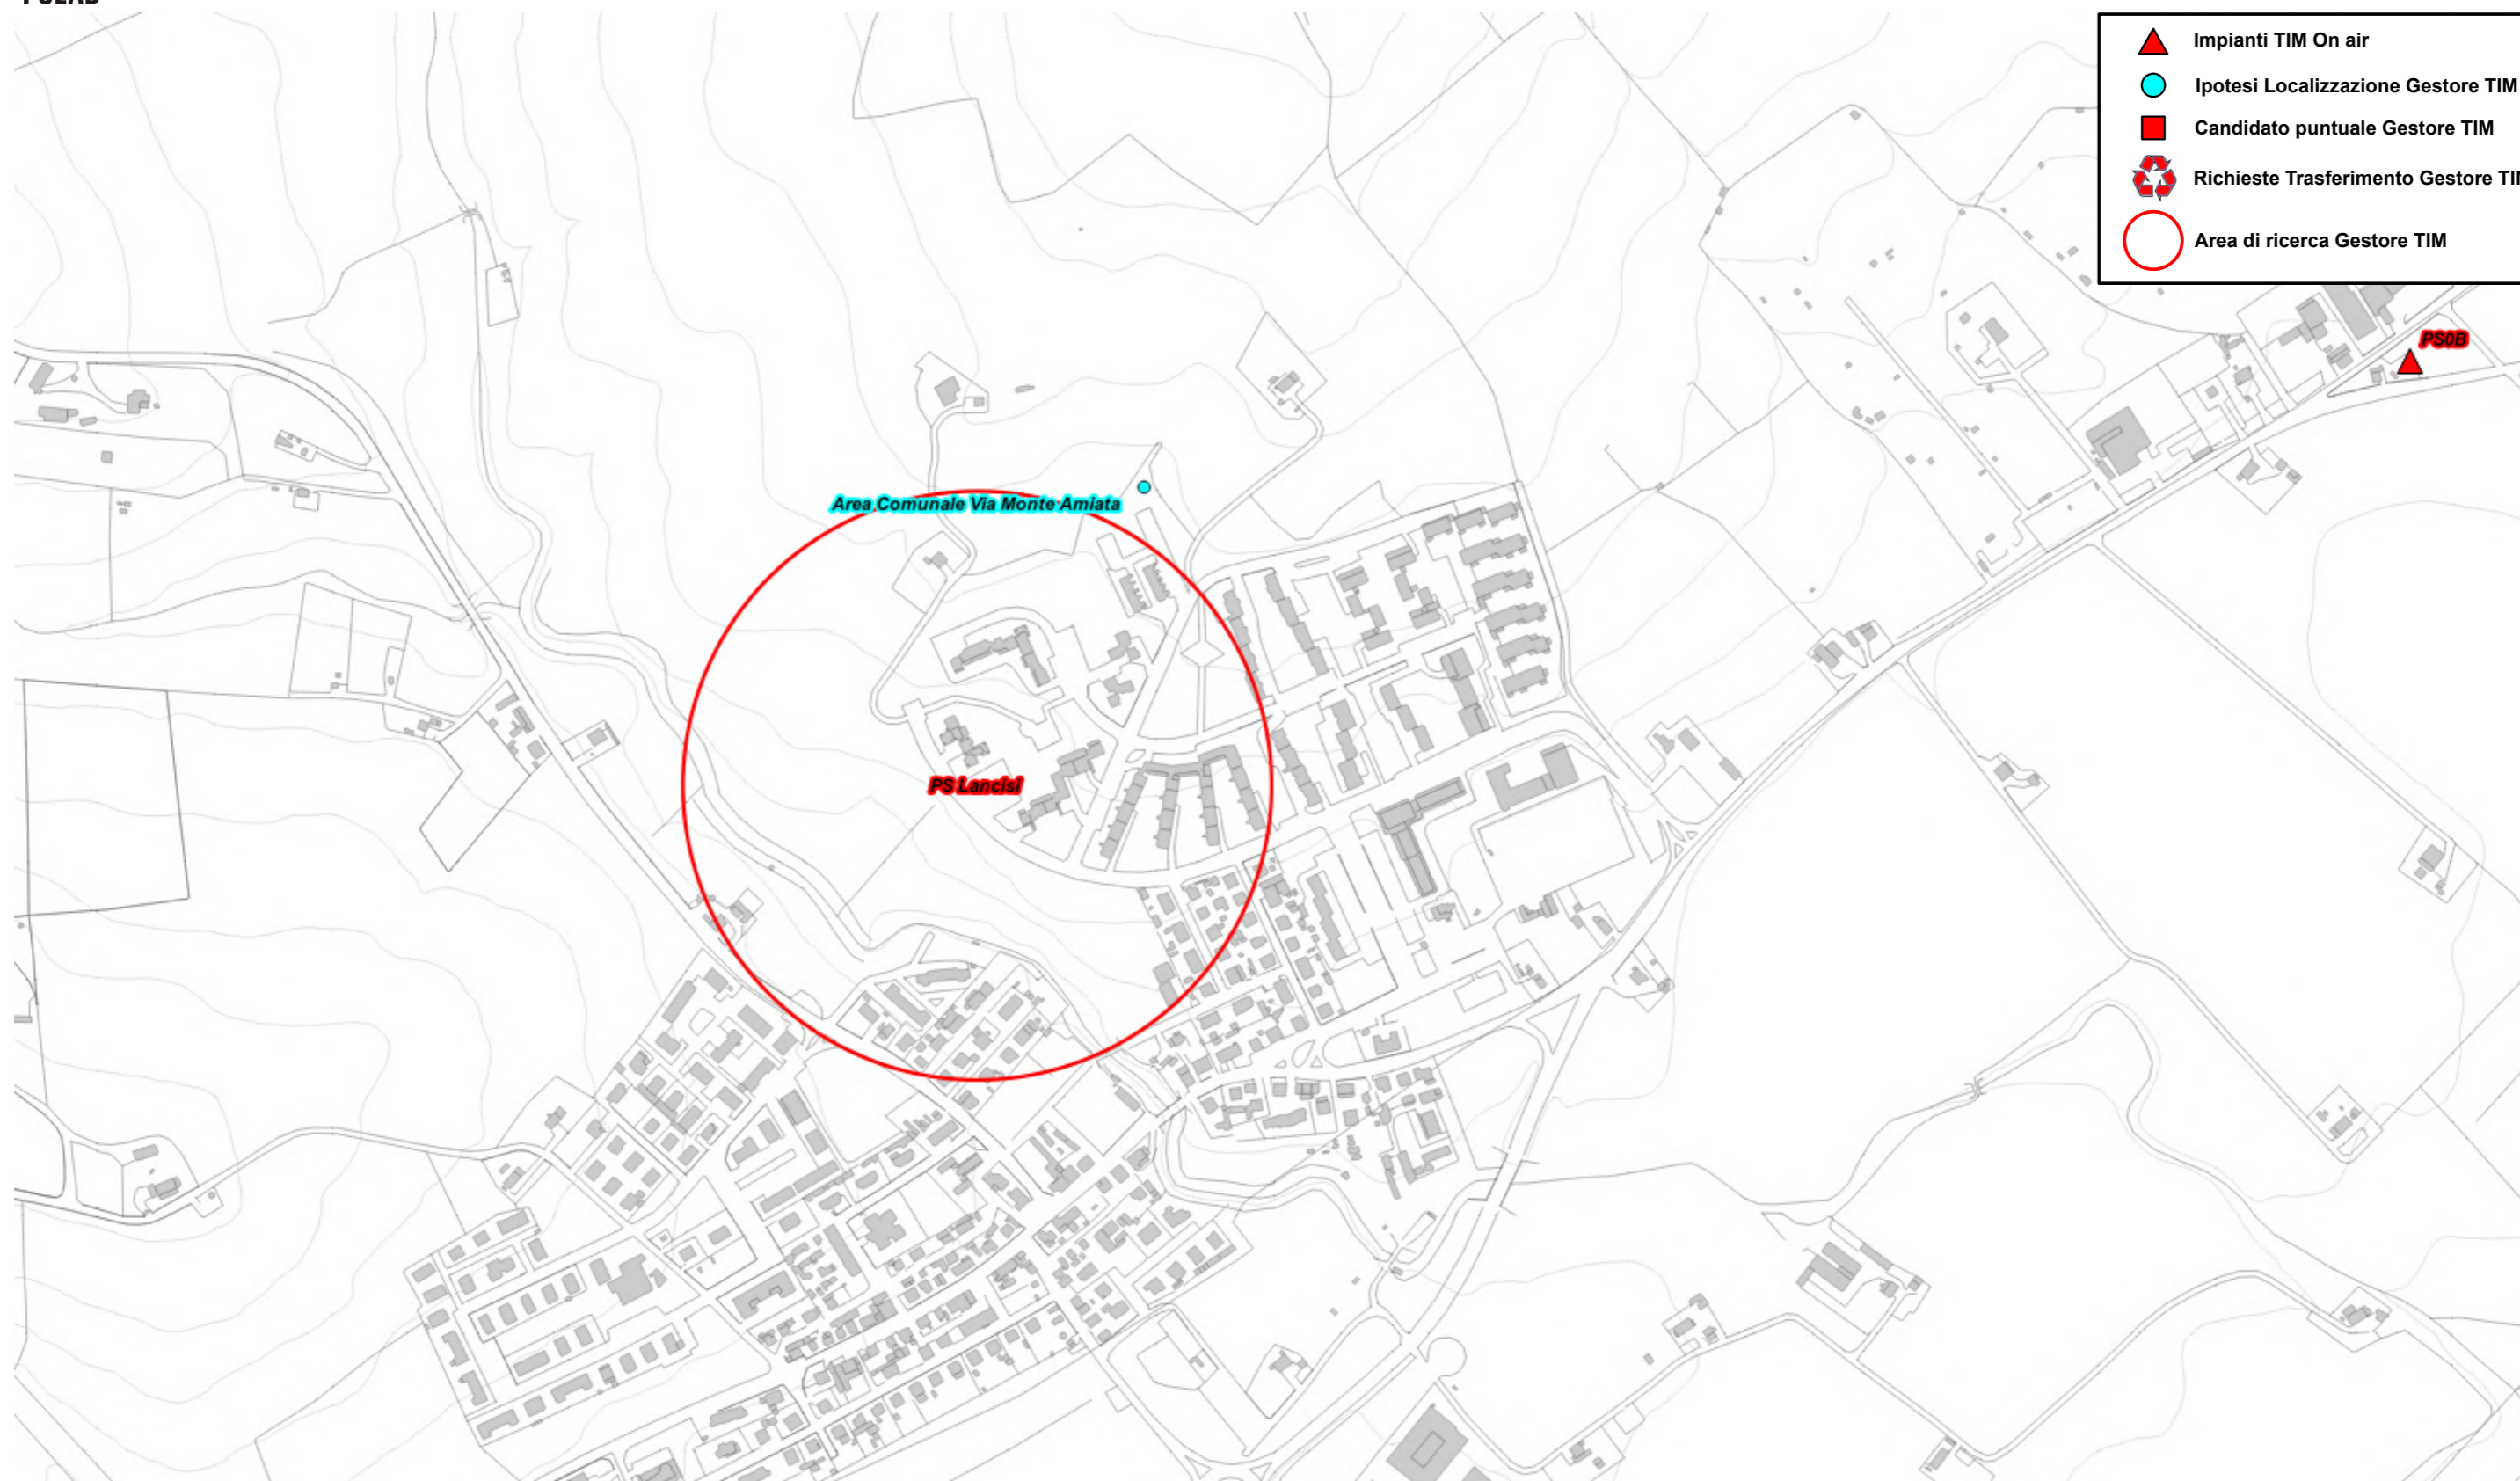 Impianti TIM On air
Ipotesi Localizzazione Gestore TIM
Candidato puntuale Gestore TIM
Richieste Trasferimento Gestore
Area di ricerca Gestore TIM
PS0B
Area Comunale Via Monte Amiata
PS Lancisi